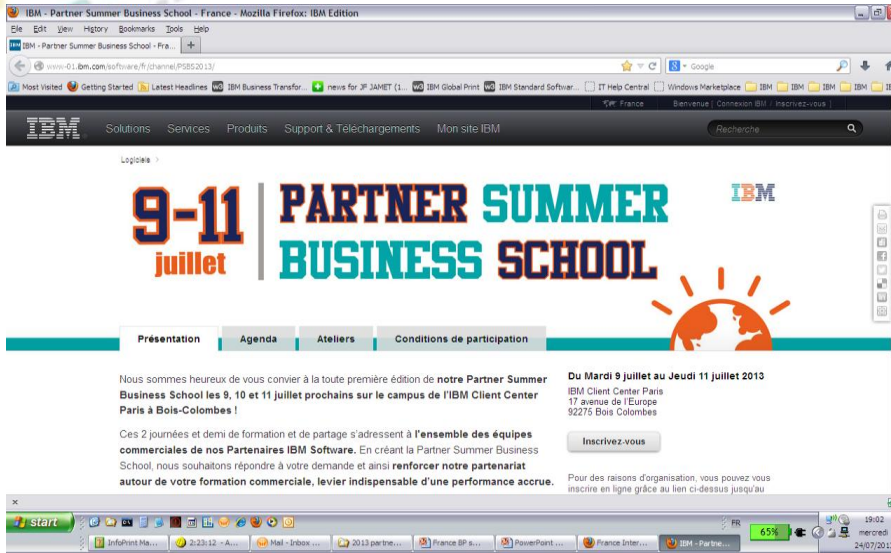 IBM - Partner Summer Business School - France - Mozilla Firefox: IBM Edition
File Edit View History Bookmarks Tools Help
IBM - Partner Summer Business School - Fra...
www-01.ibm.com/software/fr/channel/PSBS2013/
Google
Most Visited Getting Started Latest Headlines IBM Business Transfor... news for JF JAMET (1... IBM Global Print IBM Standard Softwar... IT Help Central Windows Marketplace IBM IBM IBM
France Bienvenue | Connexion IBM / Inscrivez-vous |
IBM Solutions Services Produits Support & Téléchargements Mon site IBM Recherche
Logiciels >
9-11 juillet
PARTNER SUMMER
BUSINESS SCHOOL
IBM
Présentation Agenda Ateliers Conditions de participation
Nous sommes heureux de vous convier à la toute première édition de notre Partner Summer
Business School les 9, 10 et 11 juillet prochains sur le campus de l'IBM Client Center
Paris à Bois-Colombes !
Ces 2 journées et demi de formation et de partage s'adressent à l'ensemble des équipes
commerciales de nos Partenaires IBM Software. En créant la Partner Summer Business
School, nous souhaitons répondre à votre demande et ainsi renforcer notre partenariat
autour de votre formation commerciale, levier indispensable d'une performance accrue.
Du Mardi 9 juillet au Jeudi 11 juillet 2013
IBM Client Center Paris
17 avenue de l'Europe
92275 Bois Colombes
Inscrivez-vous
Pour des raisons d'organisation, vous pouvez vous
inscrire en ligne grâce au lien ci-dessus jusqu'au
start
FR
65%
19:02
mercredi
24/07/201
InfoPrint Ma... 2:23:12 - A... Mail - Inbox ... 2013 partne... France BP s... PowerPoint ... France Inter... IBM - Partne...